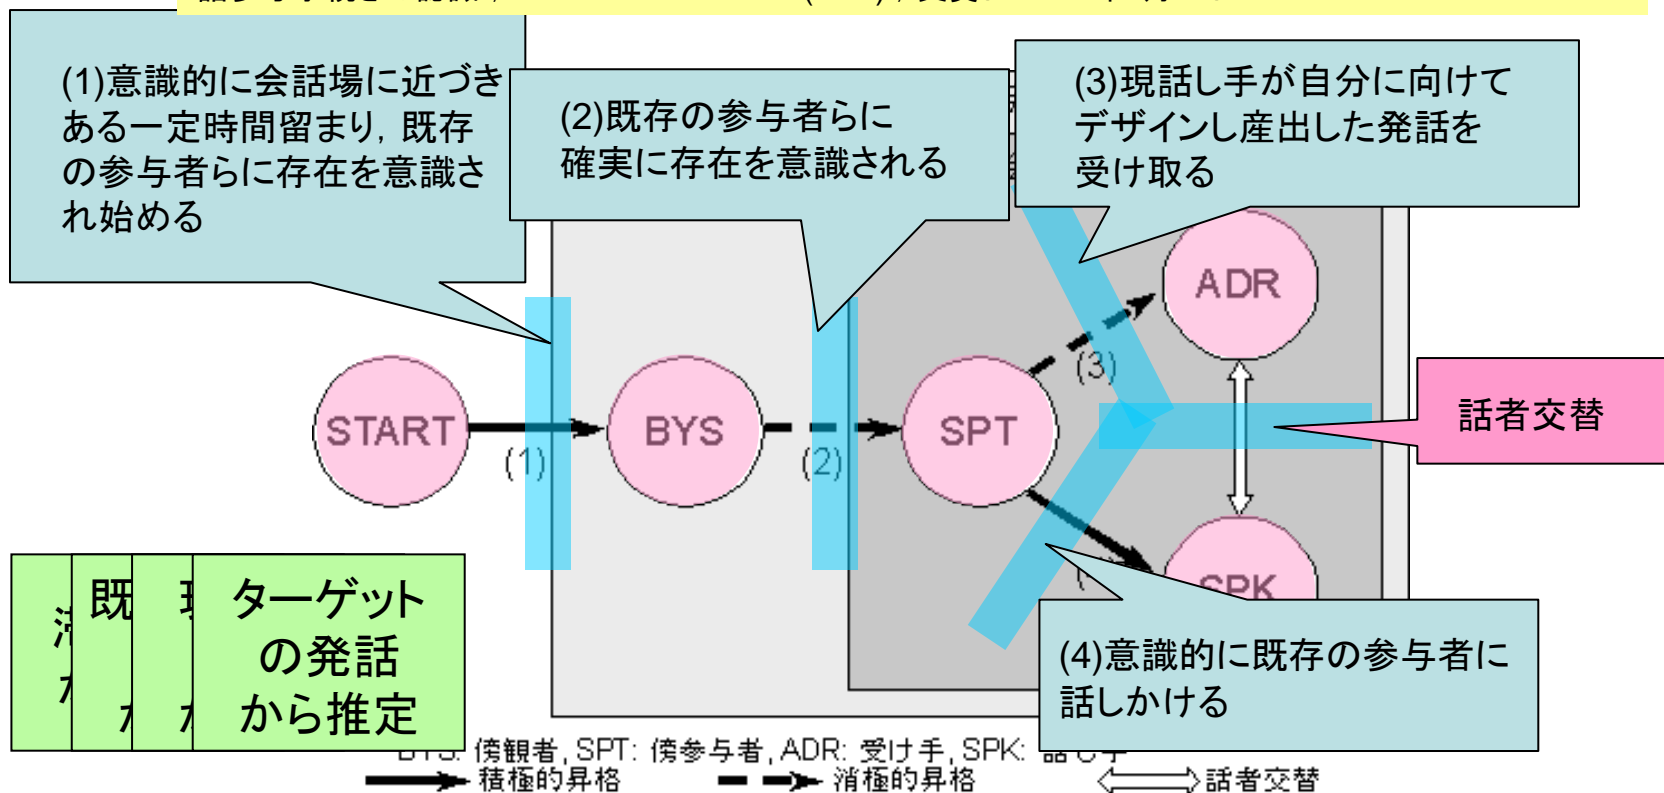 (1)意識的に会話場に近づき
ある一定時間留まり, 既存
の参与者らに存在を意識さ
れ始める
(2)既存の参与者らに
確実に存在を意識される
(3)現話し手が自分に向けて
デザインし産出した発話を
受け取る
ADR
(3)
START
(1)
BYS
(2)
SPT
話者交替
SPK
既
ターゲット
の発話
から推定
(4)意識的に既存の参与者に
話しかける
BYS: 傍観者, SPT: 傍参与者, ADR: 受け手, SPK: 話し手
積極的昇格
消極的昇格
話者交替